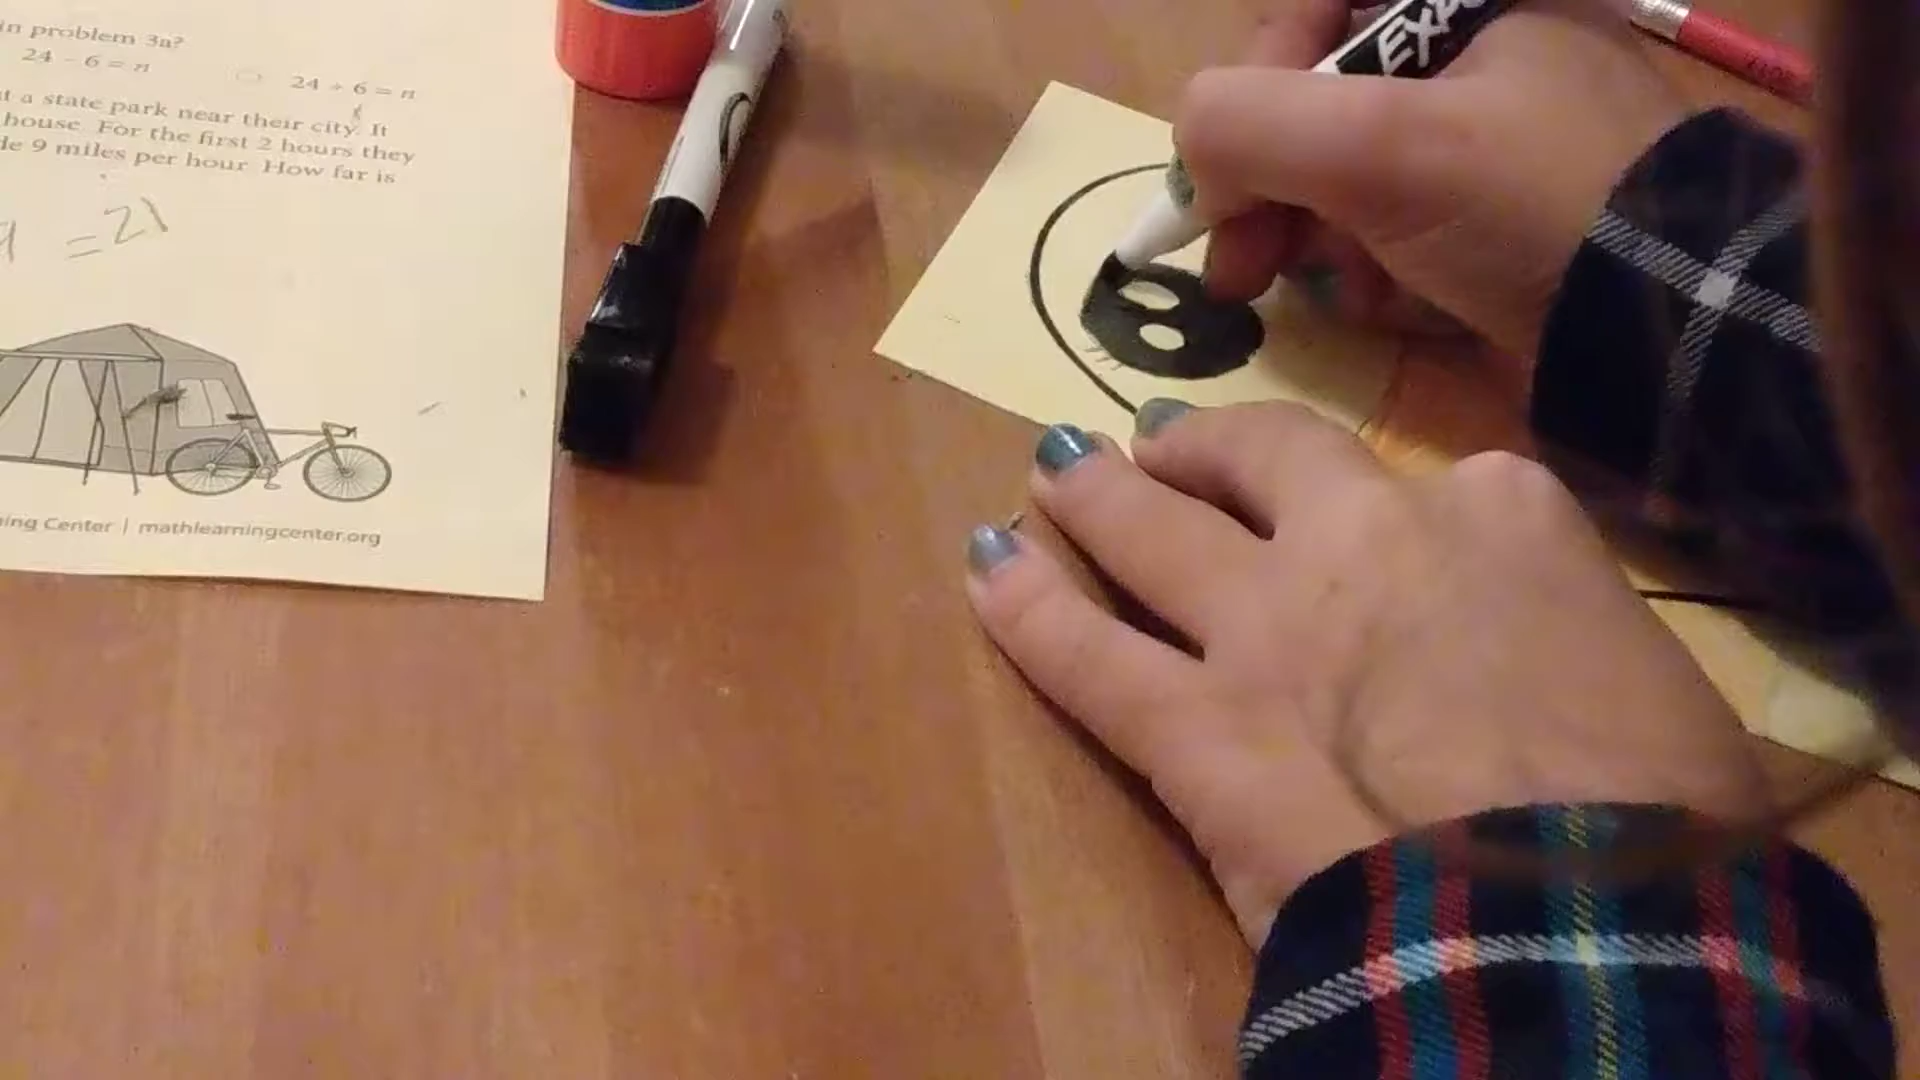 in problem 3a?
24 − 6 = n
24 ÷ 6 = n
t a state park near their city. It
house. For the first 2 hours they
de 9 miles per hour. How far is
= 21
ning Center | mathlearningcenter.org
EXPO